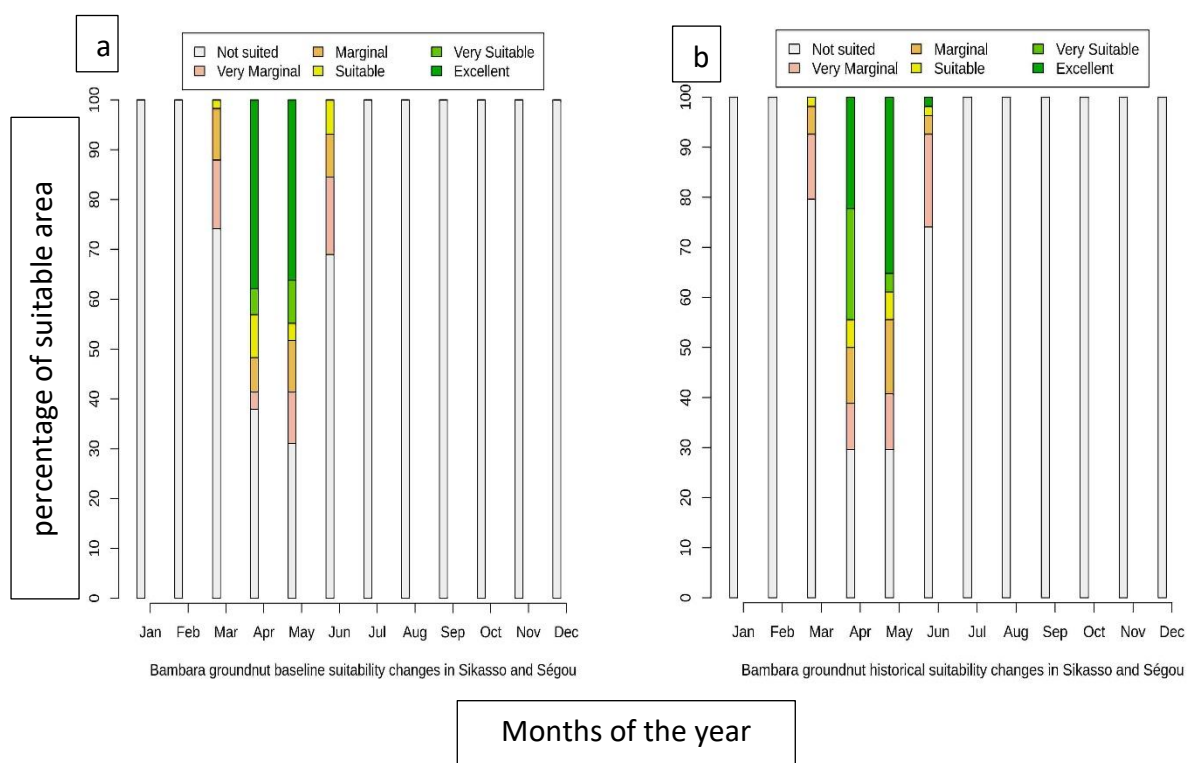 a
Not suited Marginal Very Suitable
Very Marginal Suitable Excellent
percentage of suitable area
100
90
80
70
60
50
40
30
20
10
0
Jan Feb Mar Apr May Jun Jul Aug Sep Oct Nov Dec
Bambara groundnut baseline suitability changes in Sikasso and Ségou
b
Not suited Marginal Very Suitable
Very Marginal Suitable Excellent
100
90
80
70
60
50
40
30
20
10
0
Jan Feb Mar Apr May Jun Jul Aug Sep Oct Nov Dec
Bambara groundnut historical suitability changes in Sikasso and Ségou
Months of the year